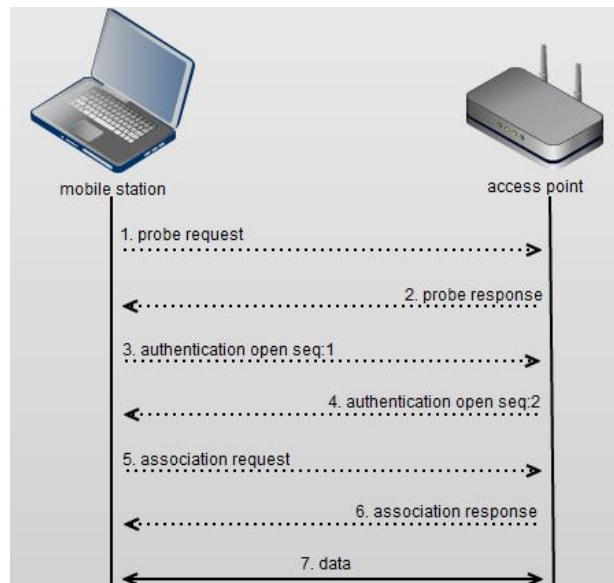 mobile station
access point
1. probe request
2. probe response
3. authentication open seq:1
4. authentication open seq:2
5. association request
6. association response
7. data